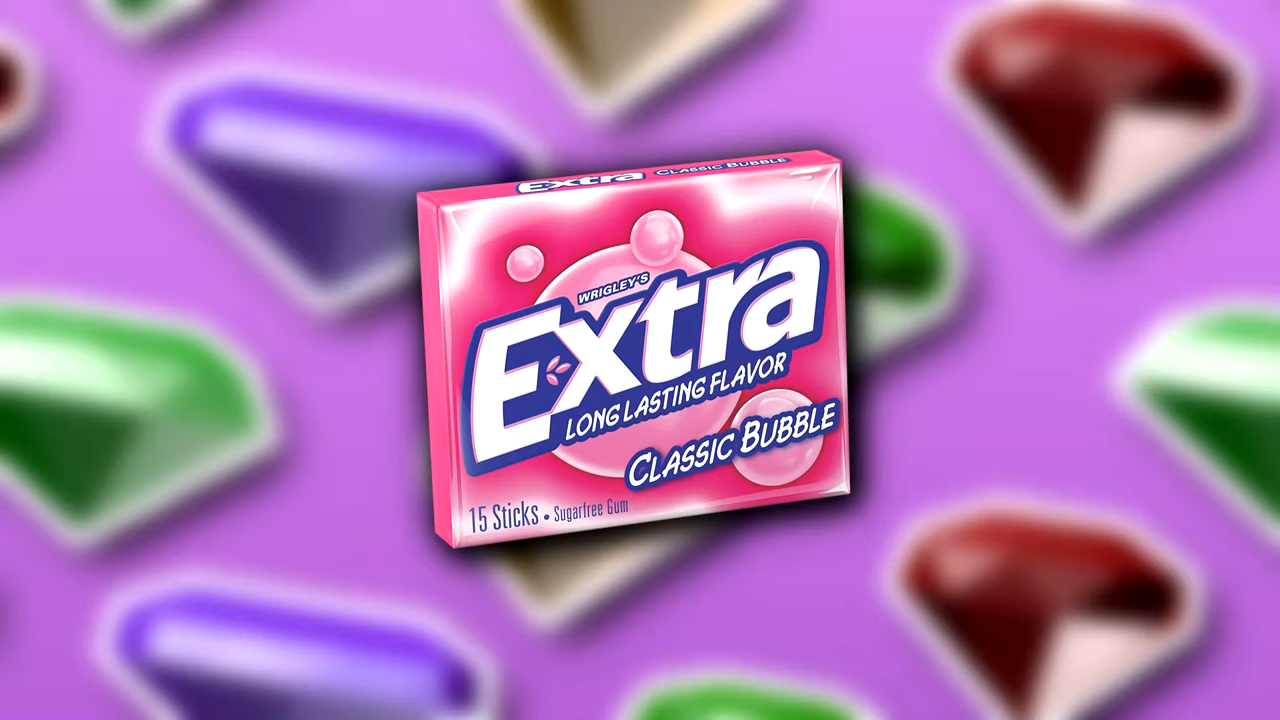 Extra Classic Bubble
WRIGLEY'S
Extra
LONG LASTING FLAVOR
CLASSIC BUBBLE
15 Sticks • Sugarfree Gum